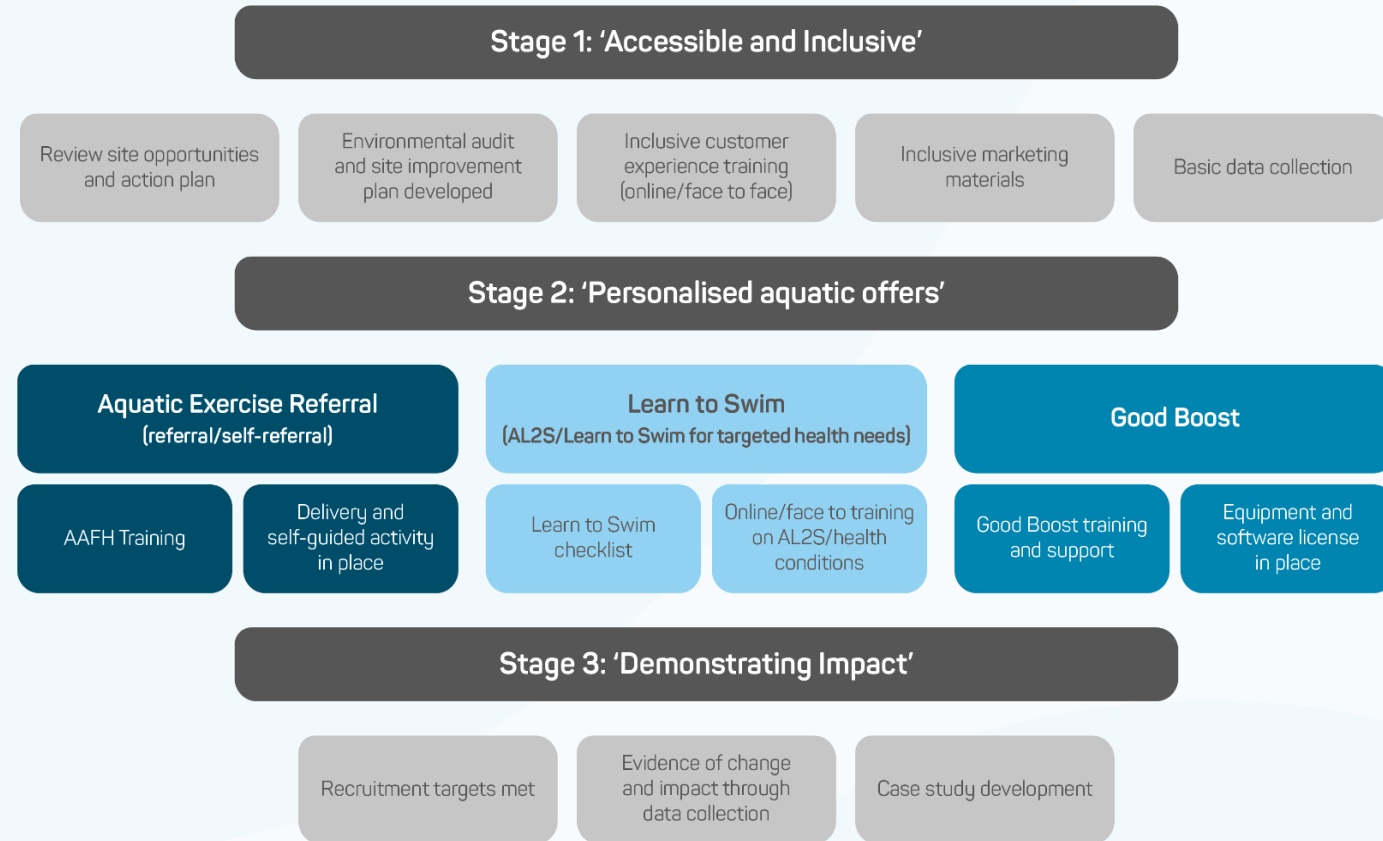 Stage 1: ‘Accessible and Inclusive’
Review site opportunities
and action plan
Environmental audit
and site improvement
plan developed
Inclusive customer
experience training
(online/face to face)
Inclusive marketing
materials
Basic data collection
Stage 2: ‘Personalised aquatic offers’
Aquatic Exercise Referral
(referral/self-referral)
AAFH Training
Delivery and
self-guided activity
in place
Learn to Swim
(AL2S/Learn to Swim for targeted health needs)
Learn to Swim
checklist
Online/face to training
on AL2S/health
conditions
Good Boost
Good Boost training
and support
Equipment and
software license
in place
Stage 3: ‘Demonstrating Impact’
Recruitment targets met
Evidence of change
and impact through
data collection
Case study development